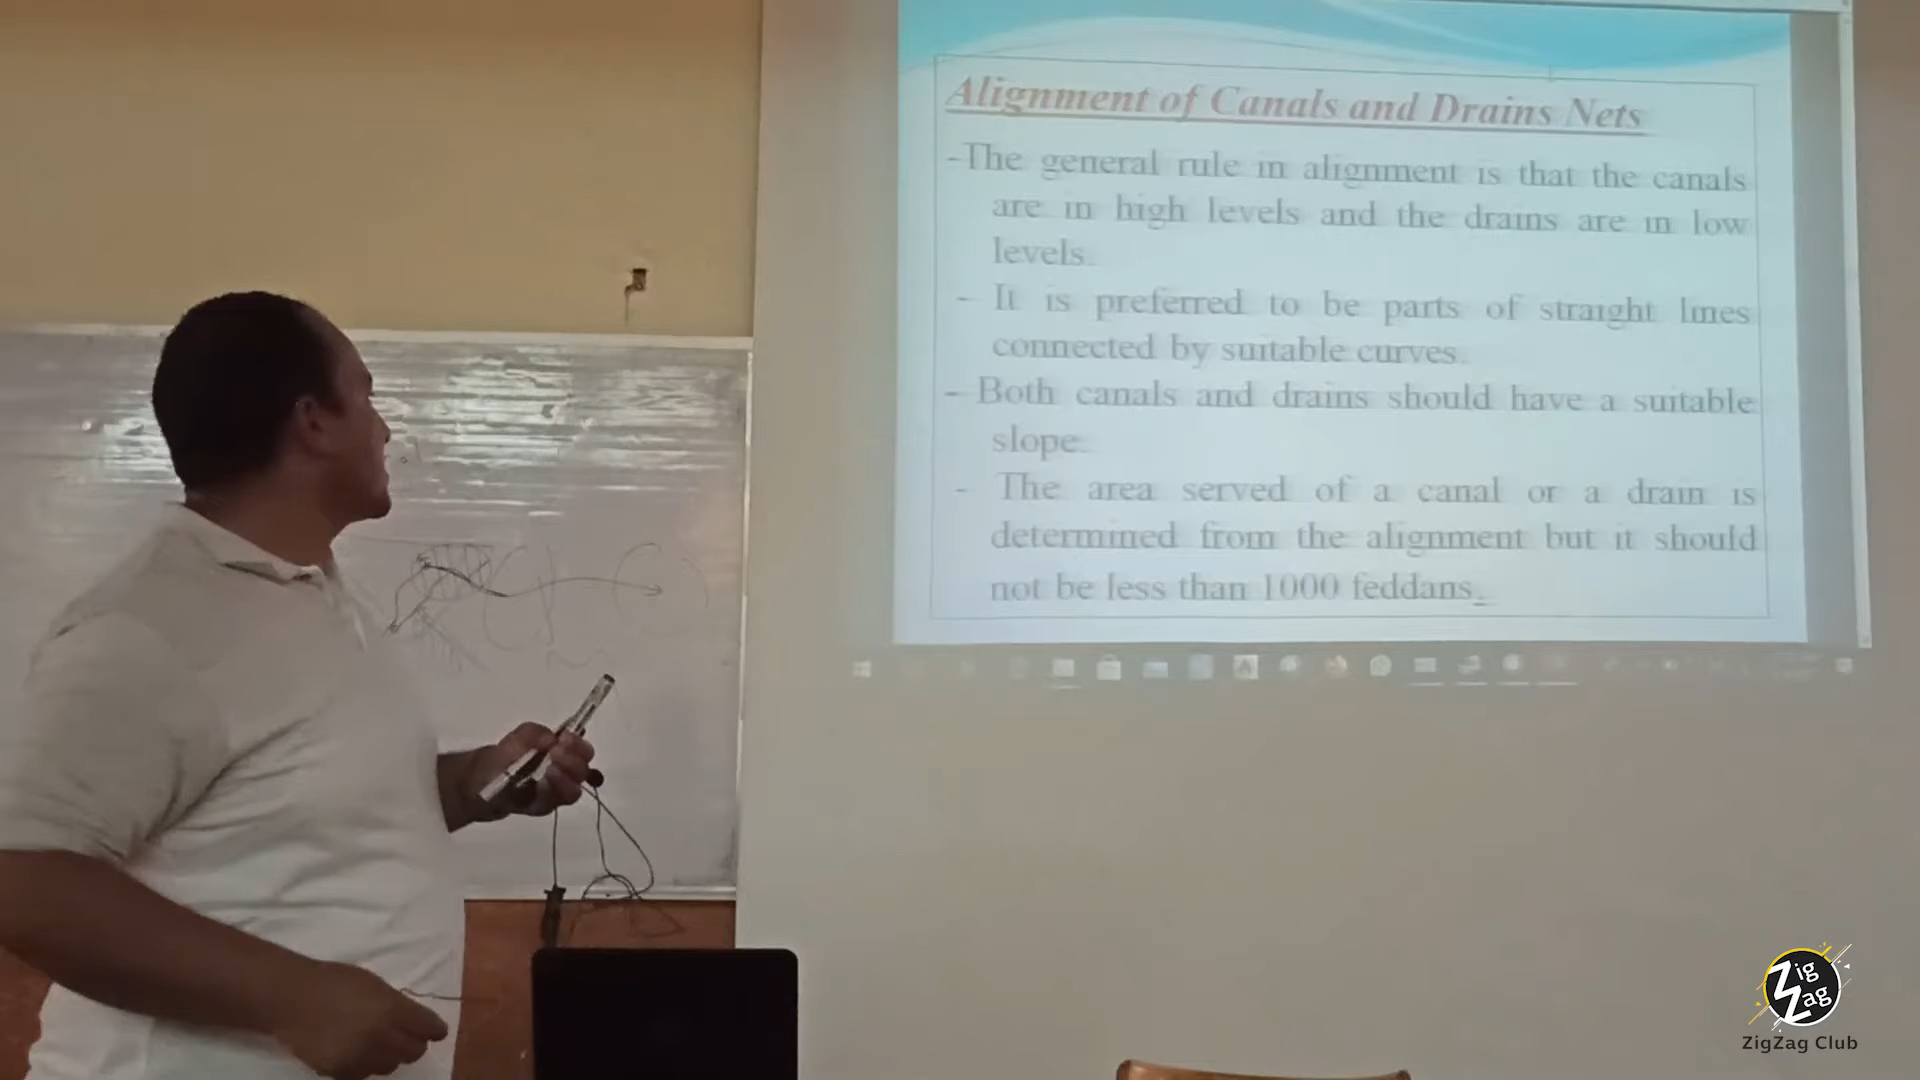 Alignment of Canals and Drains Nets
-The general rule in alignment is that the canals
are in high levels and the drains are in low
levels.
- It is preferred to be parts of straight lines
connected by suitable curves.
- Both canals and drains should have a suitable
slope.
- The area served of a canal or a drain is
determined from the alignment but it should
not be less than 1000 feddans.
Zig
Zag
ZigZag Club